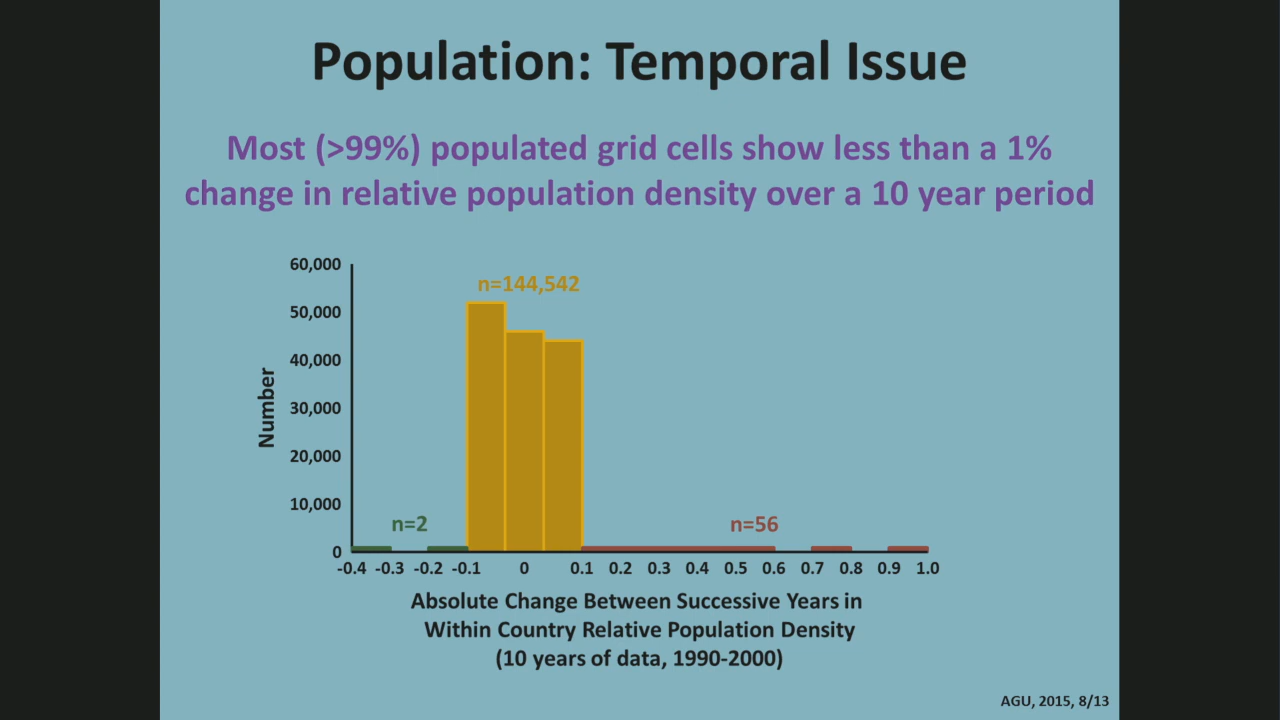 Population: Temporal Issue
Most (>99%) populated grid cells show less than a 1%
change in relative population density over a 10 year period
60,000
50,000
40,000
30,000
20,000
10,000
0
Number
n=144,542
n=2
n=56
-0.4 -0.3 -0.2 -0.1 0 0.1 0.2 0.3 0.4 0.5 0.6 0.7 0.8 0.9 1.0
Absolute Change Between Successive Years in
Within Country Relative Population Density
(10 years of data, 1990-2000)
AGU, 2015, 8/13